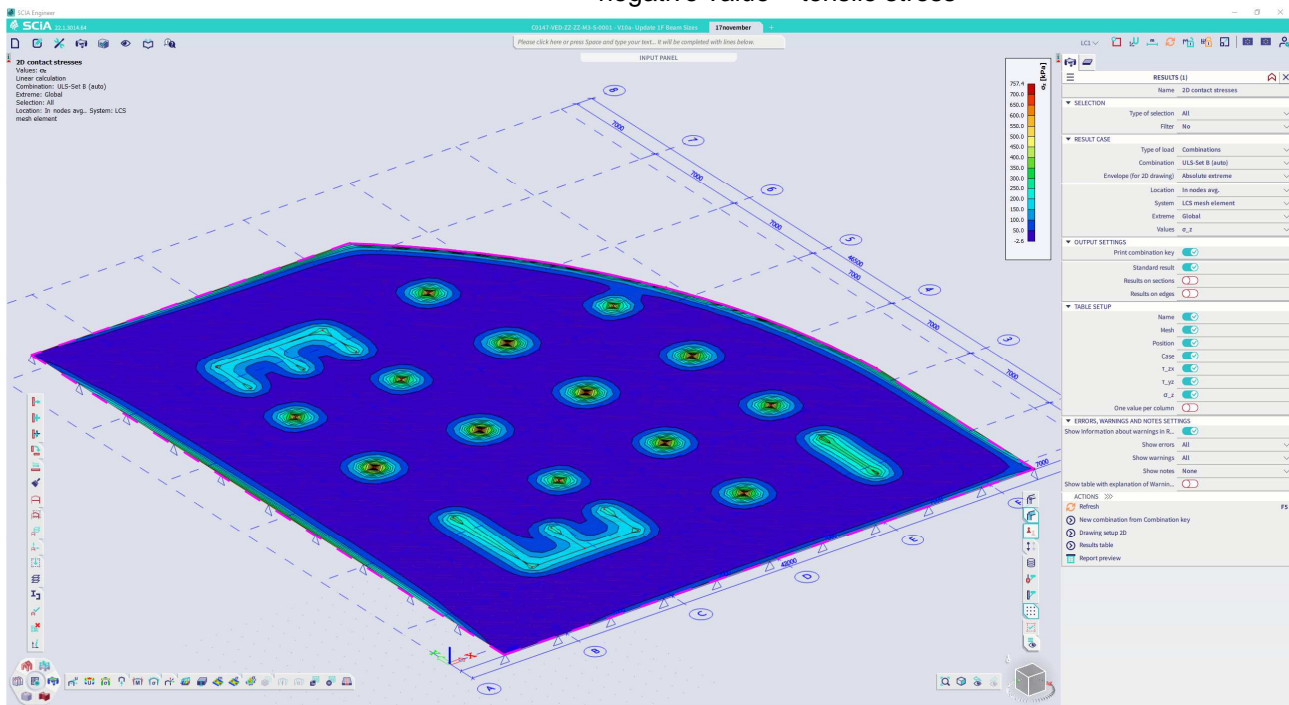 negative value – tensile stress
SCIA Engineer
SCIA 22.1.3014.64
C0147-VED-ZZ-ZZ-M3-S-0001 - V10a- Update 1F Beam Sizes
17november
+
Please click here or press Space and type your text... It will be completed with lines below.
INPUT PANEL
LC1
2D contact stresses
Values: σz
Linear calculation
Combination: ULS-Set B (auto)
Extreme: Global
Selection: All
Location: In nodes avg.. System: LCS
mesh element
σz [kPa]
757.4
700.0
650.0
600.0
550.0
500.0
450.0
400.0
350.0
300.0
250.0
200.0
150.0
100.0
50.0
-2.6
8
7000
7
7000
6
7000
5
46500
7000
4
7000
3
7000
7000
F
E
D
42000
C
B
A
RESULTS (1)
Name 2D contact stresses
SELECTION
Type of selection All
Filter No
RESULT CASE
Type of load Combinations
Combination ULS-Set B (auto)
Envelope (for 2D drawing) Absolute extreme
Location In nodes avg.
System LCS mesh element
Extreme Global
Values σ_z
OUTPUT SETTINGS
Print combination key
Standard result
Results on sections
Results on edges
TABLE SETUP
Name
Mesh
Position
Case
τ_zx
τ_yz
σ_z
One value per column
ERRORS, WARNINGS AND NOTES SETTINGS
Show Information about warnings in R...
Show errors All
Show warnings All
Show notes None
Show table with explanation of Warnin...
ACTIONS >>>
Refresh F5
New combination from Combination key
Drawing setup 2D
Results table
Report preview